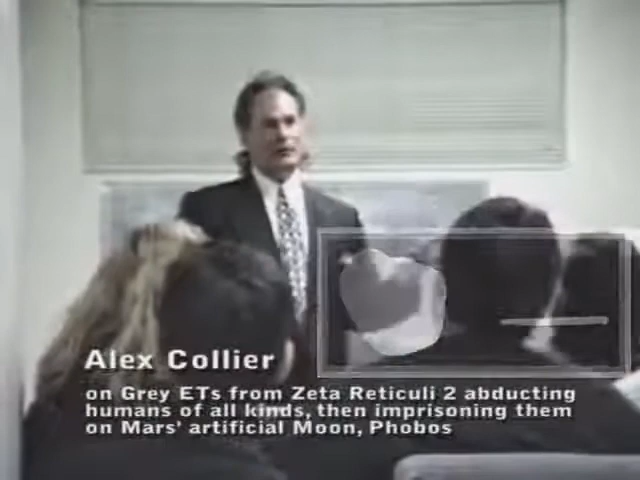 Alex Collier
on Grey ETs from Zeta Reticuli 2 abducting
humans of all kinds, then imprisoning them
on Mars' artificial Moon, Phobos